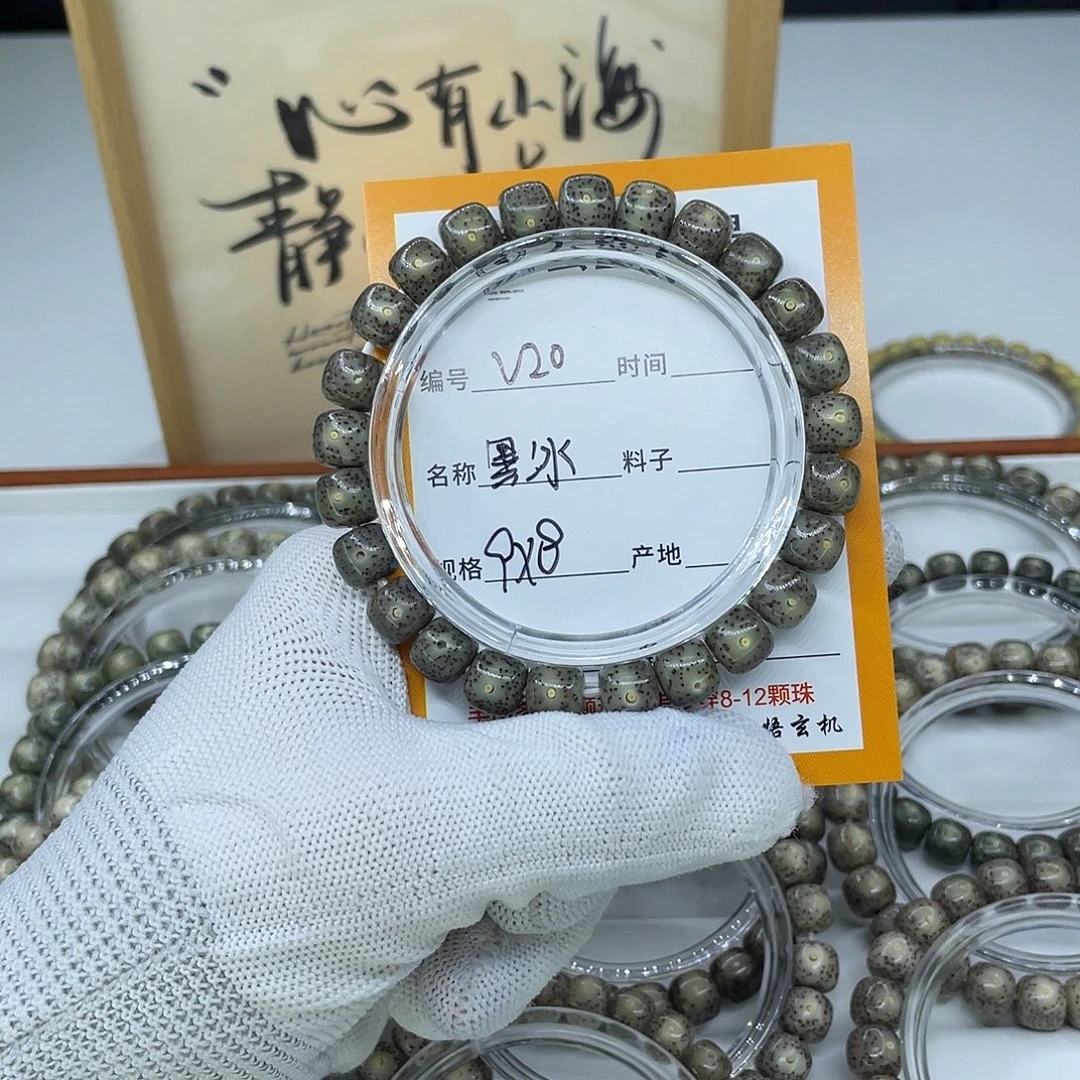 “心有山海
静
编号 V20 时间
名称 黑冰 料子
规格 9X8 产地
8-12颗珠
悟玄机